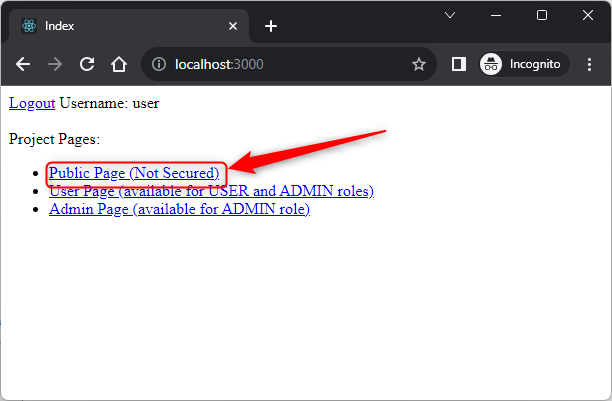 Index
localhost:3000
Incognito
Logout Username: user
Project Pages:
Public Page (Not Secured)
User Page (available for USER and ADMIN roles)
Admin Page (available for ADMIN role)